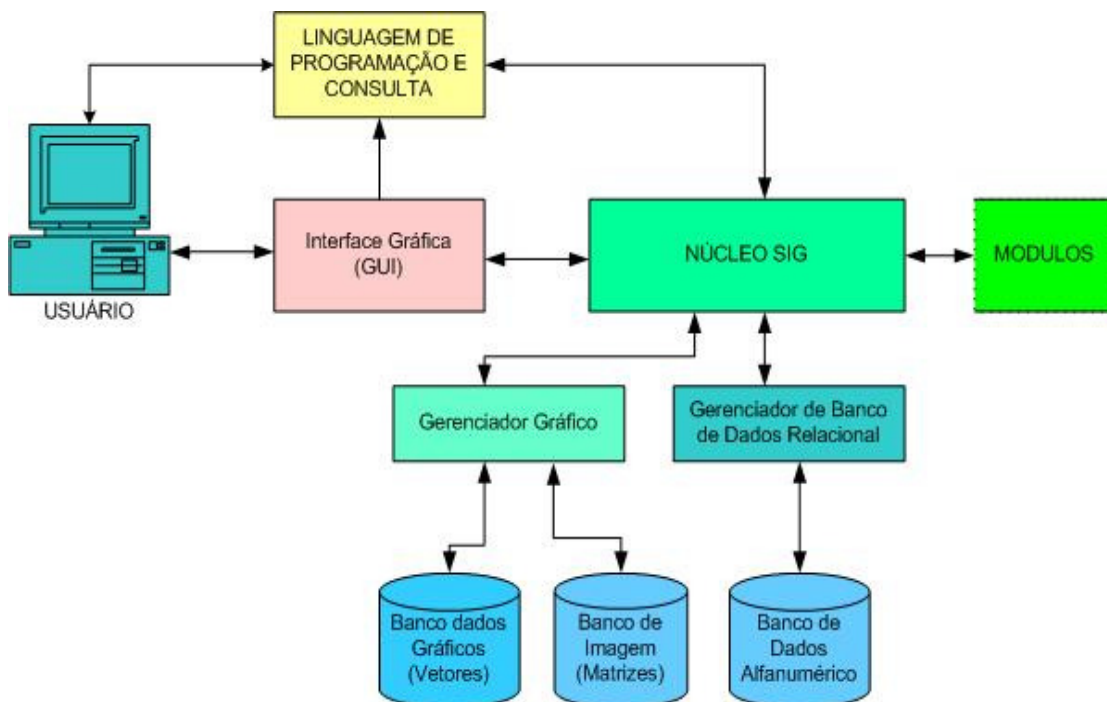 LINGUAGEM DE
PROGRAMAÇÃO E
CONSULTA
USUÁRIO
Interface Gráfica
(GUI)
NÚCLEO SIG
MODULOS
Gerenciador Gráfico
Gerenciador de Banco
de Dados Relacional
Banco dados
Gráficos
(Vetores)
Banco de
Imagem
(Matrizes)
Banco de
Dados
Alfanumérico